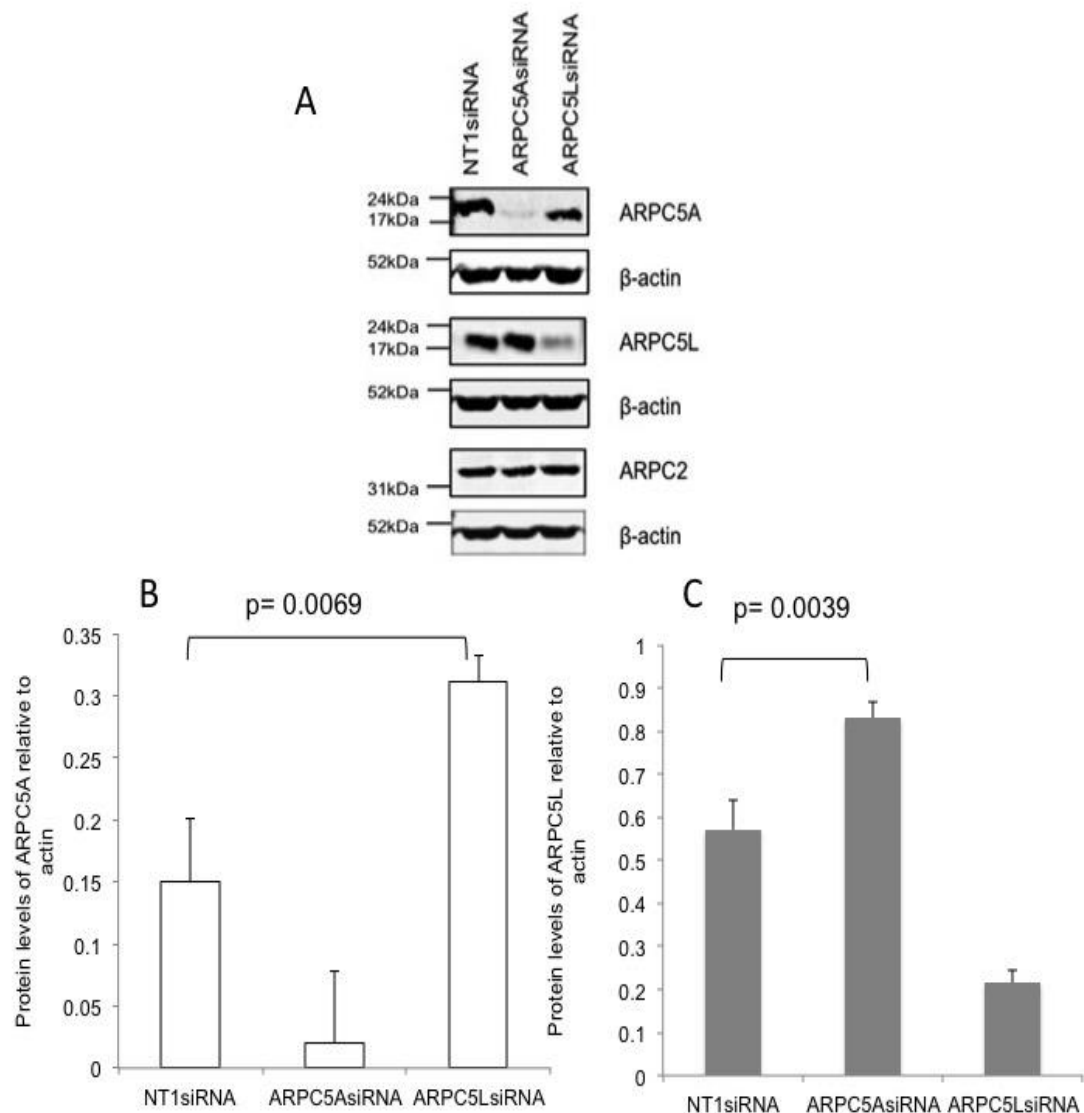 A
NT1siRNA
ARPC5AsiRNA
ARPC5LsiRNA
24kDa
17kDa
ARPC5A
52kDa
β-actin
24kDa
17kDa
ARPC5L
52kDa
β-actin
31kDa
ARPC2
52kDa
β-actin
B
p= 0.0069
Protein levels of ARPC5A relative to
actin
0.35
0.3
0.25
0.2
0.15
0.1
0.05
0
NT1siRNA ARPC5AsiRNA ARPC5LsiRNA
C
p= 0.0039
Protein levels of ARPC5L relative to
actin
1
0.9
0.8
0.7
0.6
0.5
0.4
0.3
0.2
0.1
NT1siRNA ARPC5AsiRNA ARPC5LsiRNA